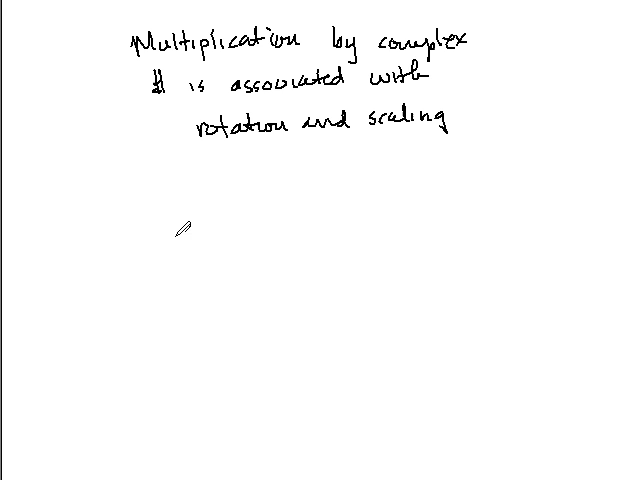 Multiplication by complex
# is associated with
rotation and scaling